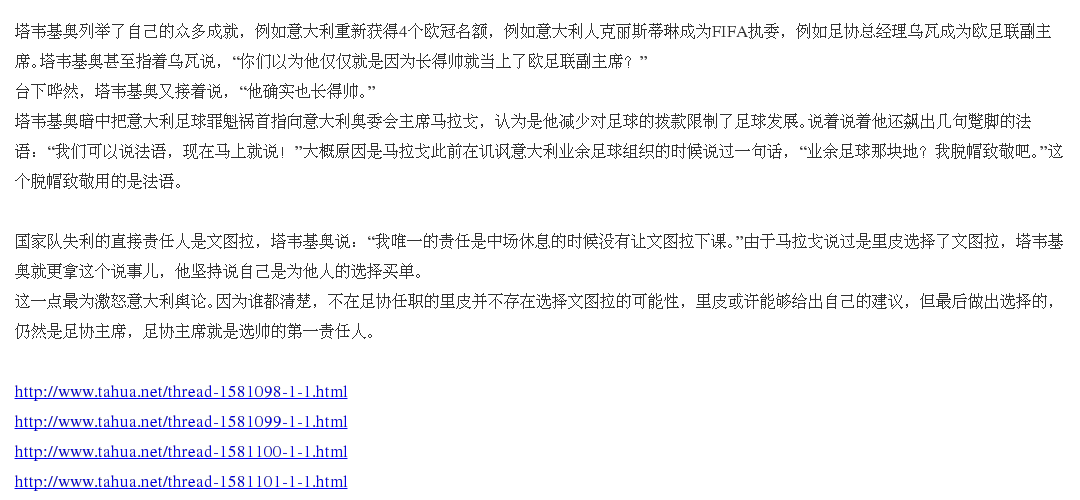 塔韦基奥列举了自己的众多成就，例如意大利重新获得4个欧冠名额，例如意大利人克丽斯蒂琳成为FIFA执委，例如足协总经理乌瓦成为欧足联副主
席。塔韦基奥甚至指着乌瓦说，“你们以为他仅仅就是因为长得帅就当上了欧足联副主席？”
台下哗然，塔韦基奥又接着说，“他确实也长得帅。”
塔韦基奥暗中把意大利足球罪魁祸首指向意大利奥委会主席马拉戈，认为是他减少对足球的拨款限制了足球发展。说着说着他还飙出几句蹩脚的法
语：“我们可以说法语，现在马上就说！”大概原因是马拉戈此前在讥讽意大利业余足球组织的时候说过一句话，“业余足球那块地？我脱帽致敬吧。”这
个脱帽致敬用的是法语。
国家队失利的直接责任人是文图拉，塔韦基奥说：“我唯一的责任是中场休息的时候没有让文图拉下课。”由于马拉戈说过是里皮选择了文图拉，塔韦基
奥就更拿这个说事儿，他坚持说自己是为他人的选择买单。
这一点最为激怒意大利舆论。因为谁都清楚，不在足协任职的里皮并不存在选择文图拉的可能性，里皮或许能够给出自己的建议，但最后做出选择的，
仍然是足协主席，足协主席就是选帅的第一责任人。
http://www.tahua.net/thread-1581098-1-1.html
http://www.tahua.net/thread-1581099-1-1.html
http://www.tahua.net/thread-1581100-1-1.html
http://www.tahua.net/thread-1581101-1-1.html